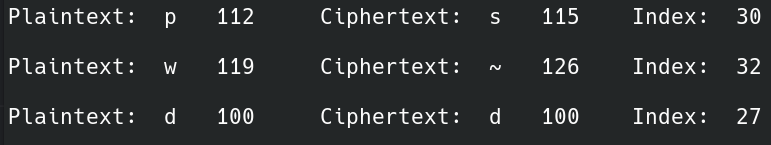 Plaintext: p 112 Ciphertext: s 115 Index: 30
Plaintext: w 119 Ciphertext: ~ 126 Index: 32
Plaintext: d 100 Ciphertext: d 100 Index: 27